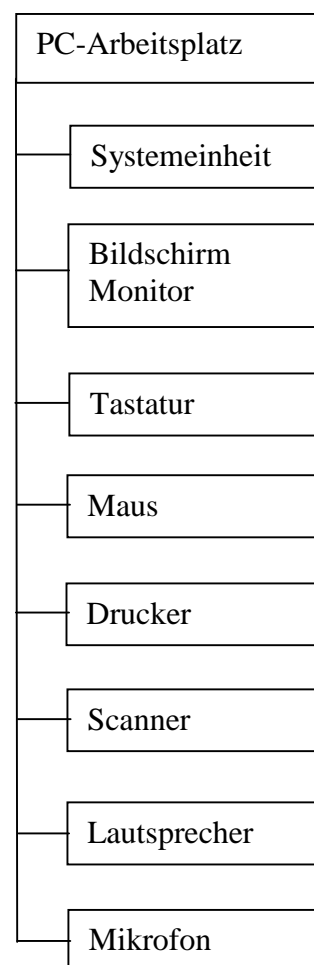 PC-Arbeitsplatz
Systemeinheit
Bildschirm
Monitor
Tastatur
Maus
Drucker
Scanner
Lautsprecher
Mikrofon